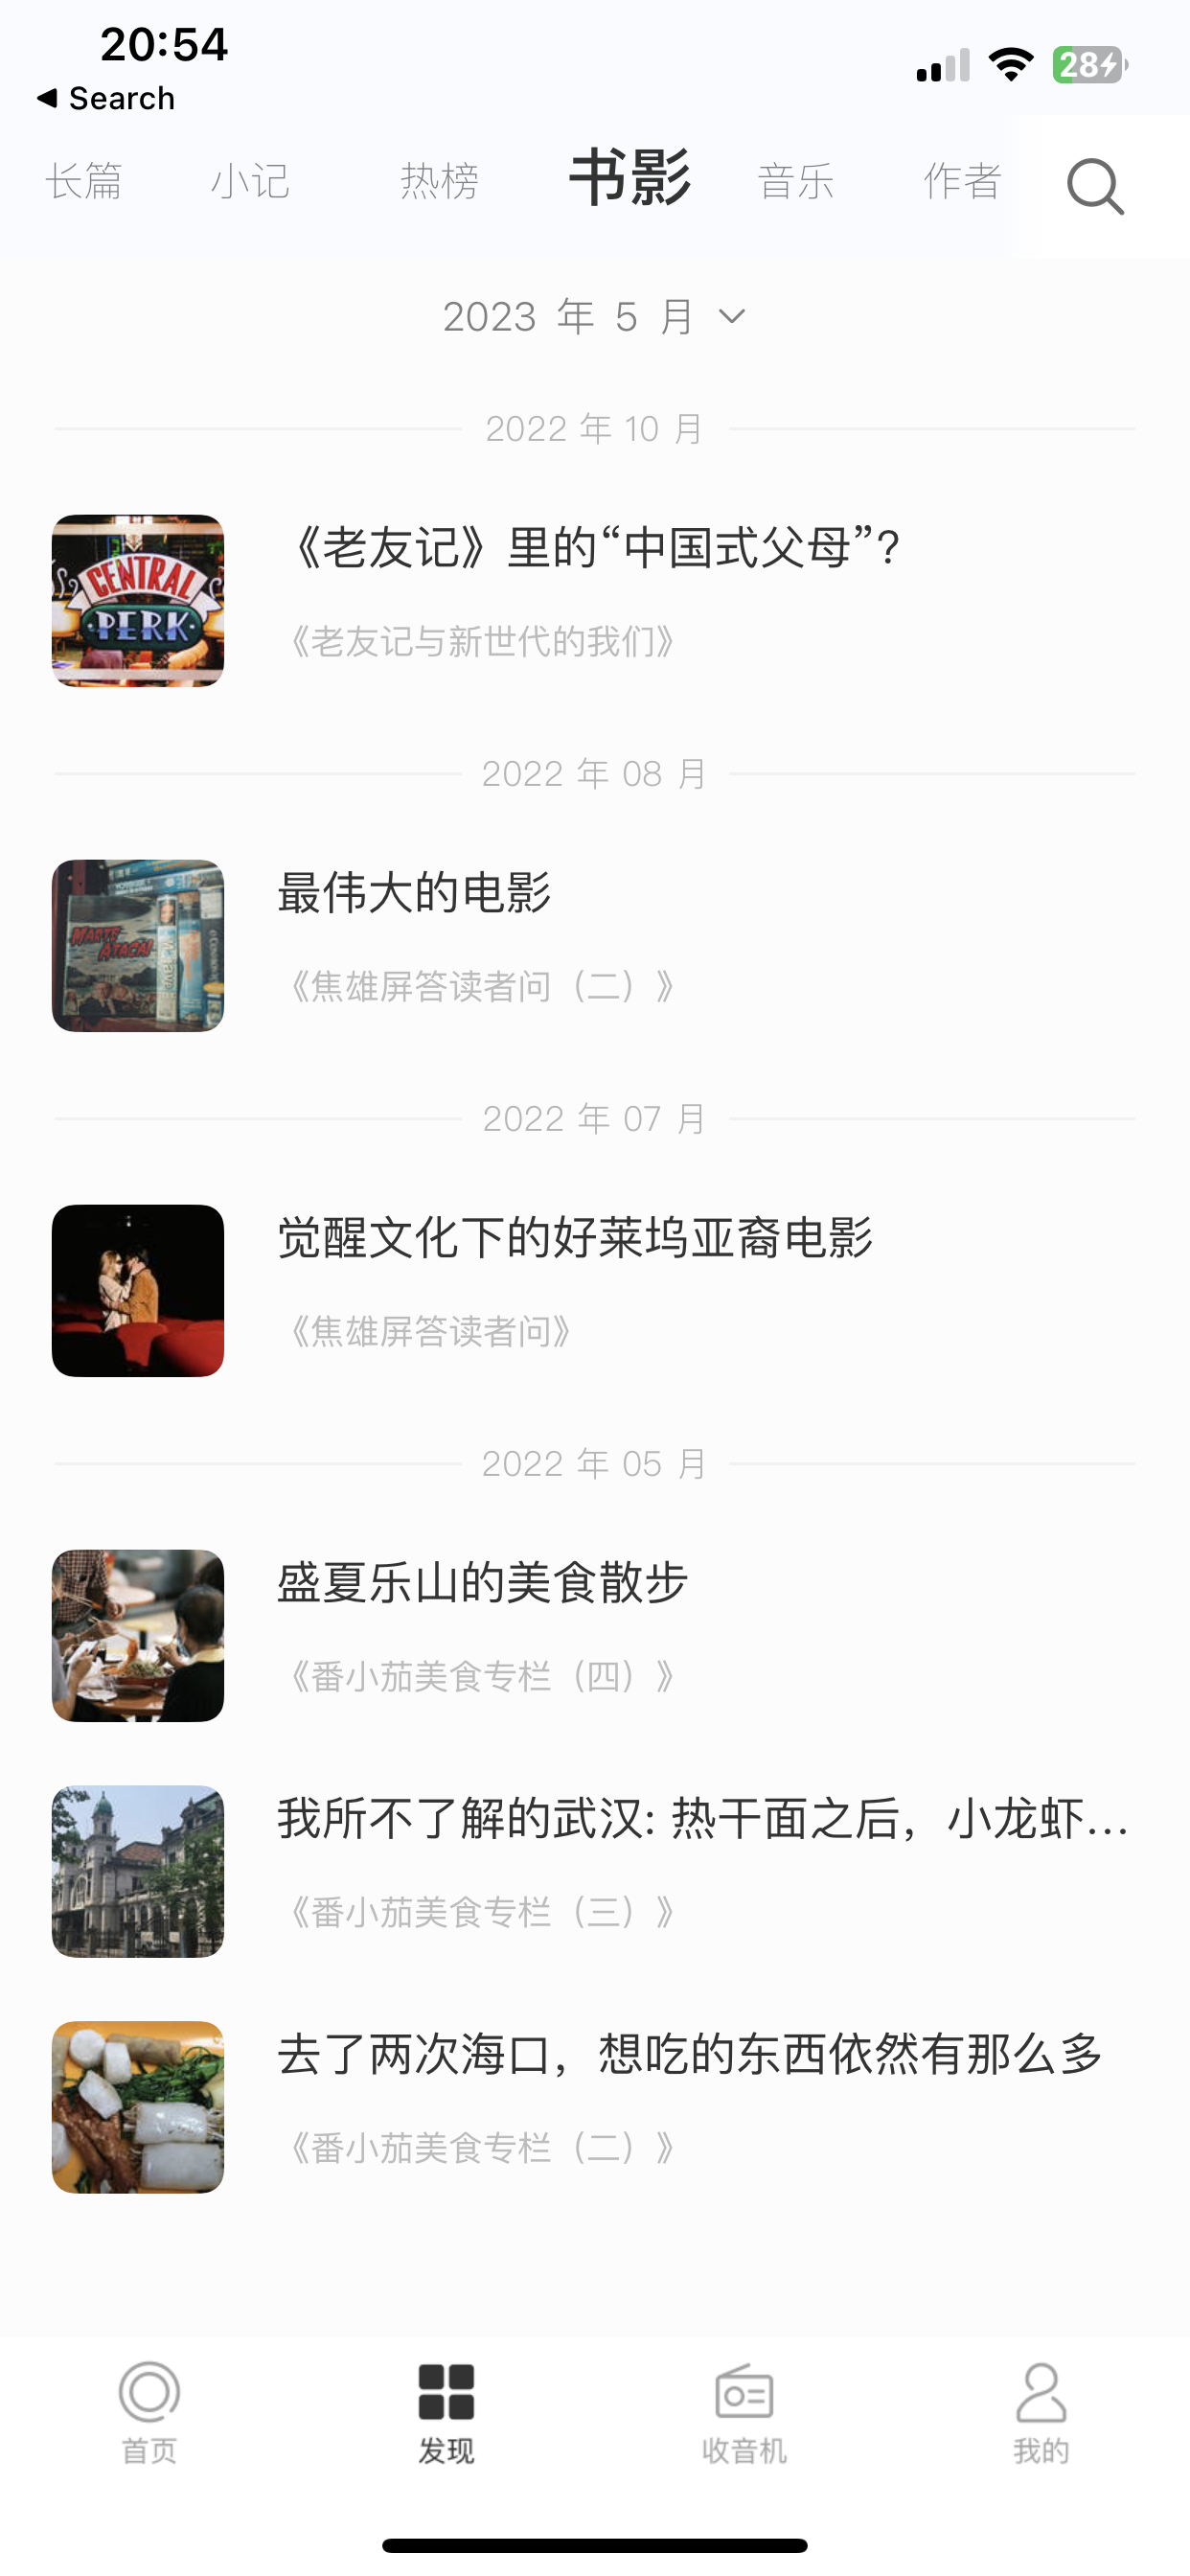 20:54
28
Search
长篇 小记 热榜 书影 音乐 作者
2023 年 5 月
2022 年 10 月
CENTRAL
PERK
《老友记》里的“中国式父母”?
《老友记与新世代的我们》
2022 年 08 月
最伟大的电影
《焦雄屏答读者问（二）》
2022 年 07 月
觉醒文化下的好莱坞亚裔电影
《焦雄屏答读者问》
2022 年 05 月
盛夏乐山的美食散步
《番小茄美食专栏（四）》
我所不了解的武汉: 热干面之后，小龙虾...
《番小茄美食专栏（三）》
去了两次海口，想吃的东西依然有那么多
《番小茄美食专栏（二）》
首页 发现 收音机 我的